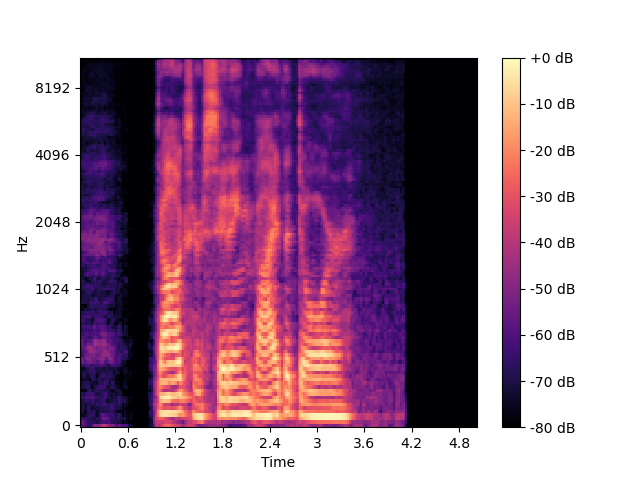 8192
4096
2048
1024
512
0
Hz
0 0.6 1.2 1.8 2.4 3 3.6 4.2 4.8
Time
+0 dB
-10 dB
-20 dB
-30 dB
-40 dB
-50 dB
-60 dB
-70 dB
-80 dB